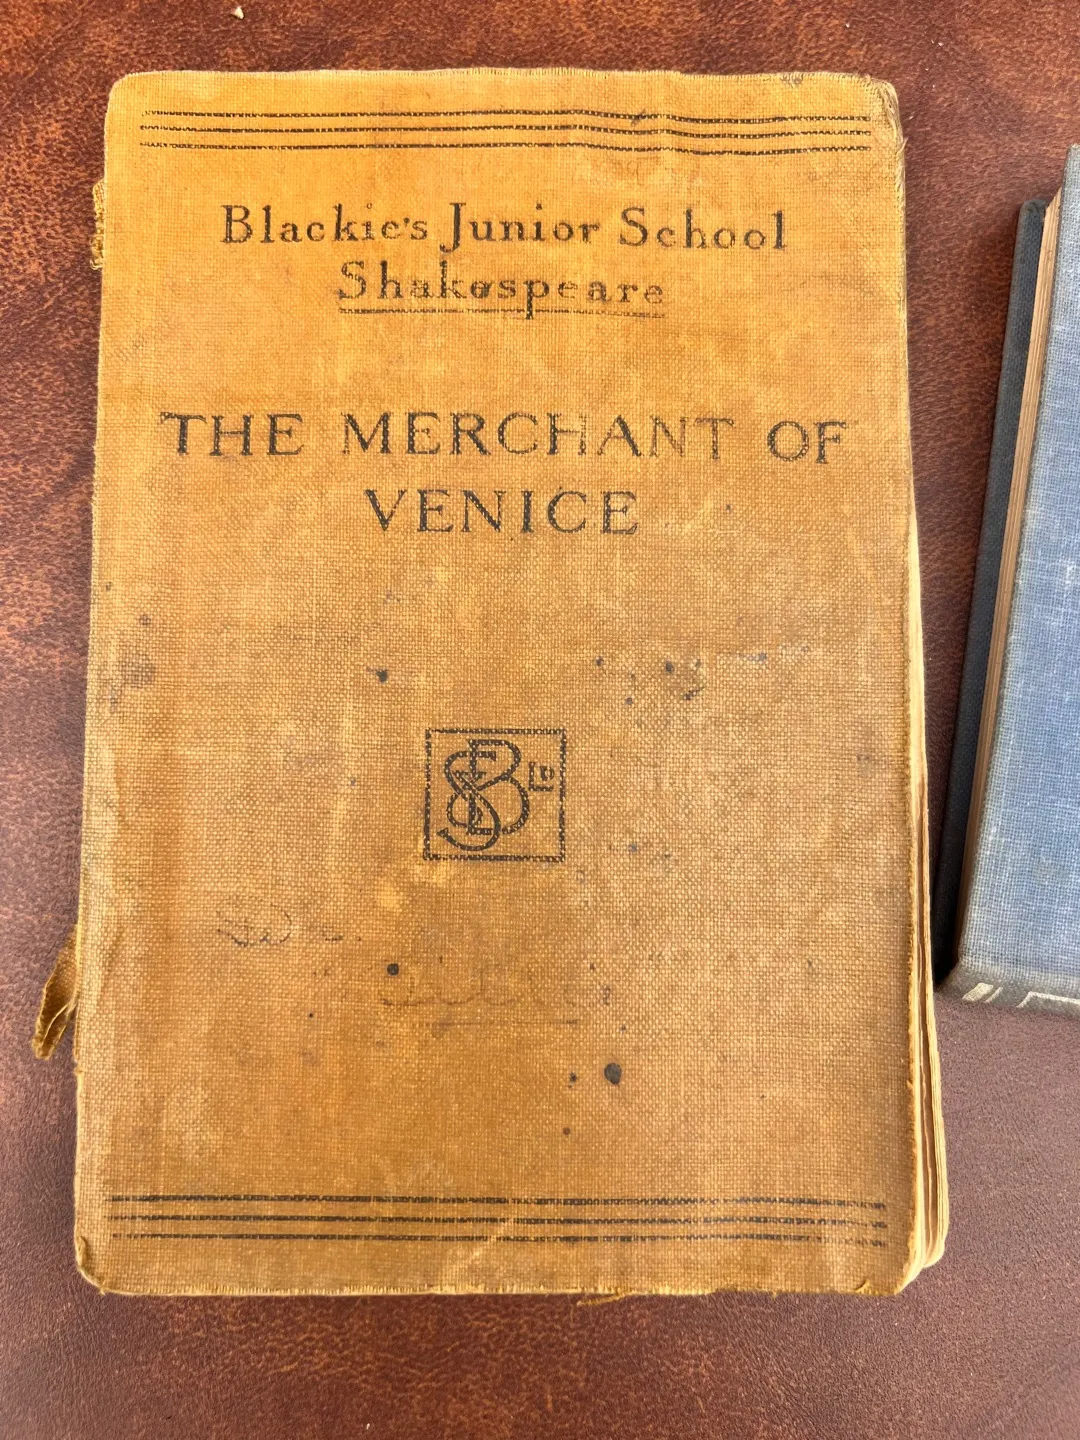 Blackie's Junior School
Shakespeare
THE MERCHANT OF
VENICE